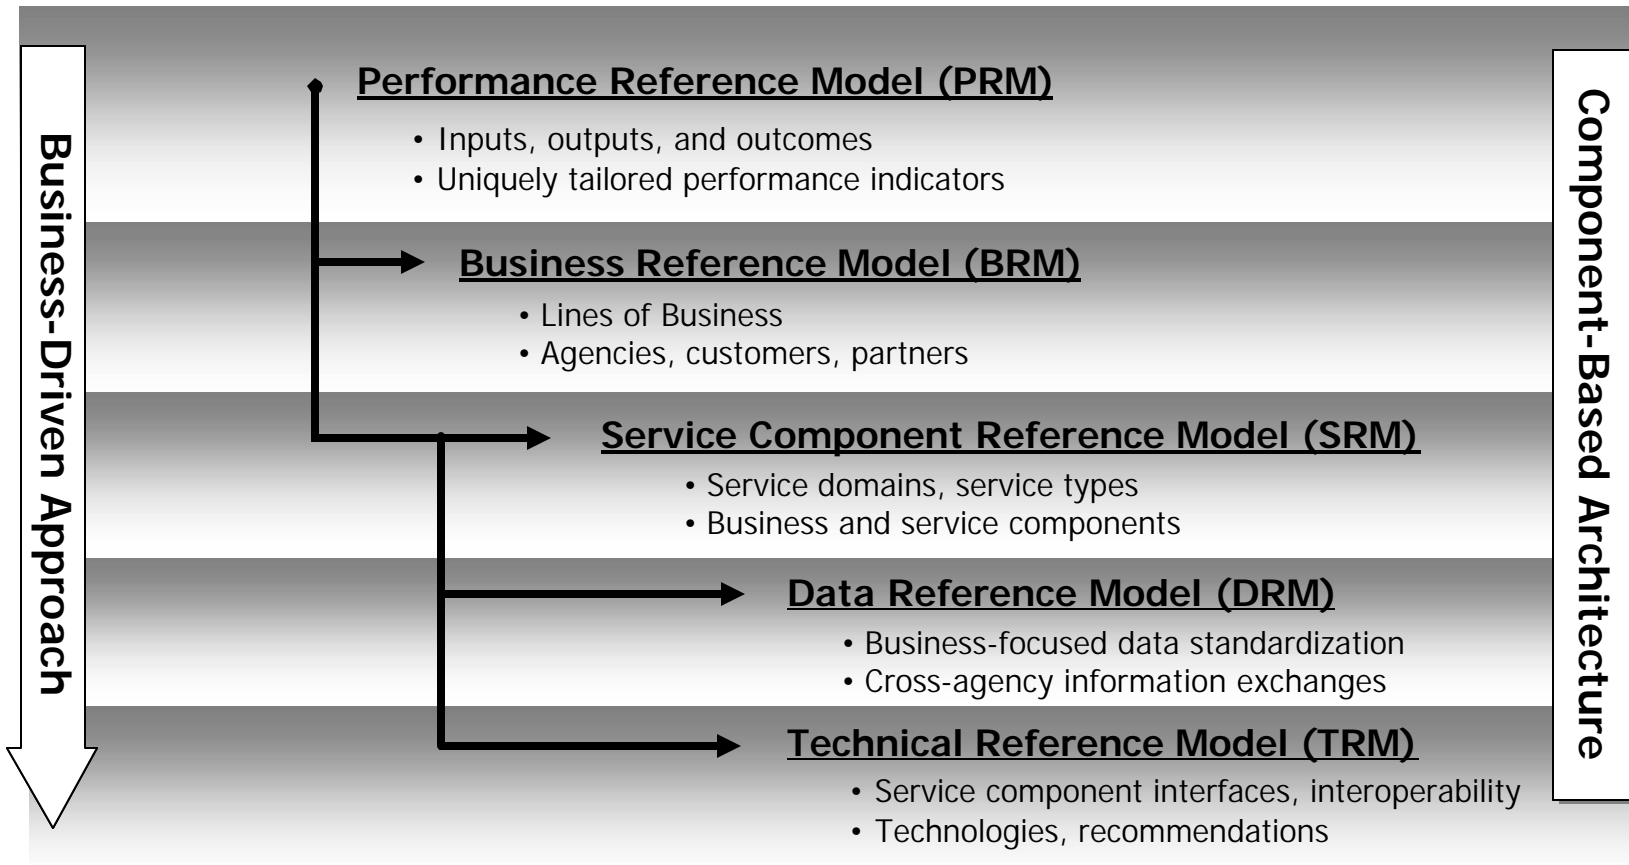 Business-Driven Approach
Performance Reference Model (PRM)
• Inputs, outputs, and outcomes
• Uniquely tailored performance indicators
Business Reference Model (BRM)
• Lines of Business
• Agencies, customers, partners
Service Component Reference Model (SRM)
• Service domains, service types
• Business and service components
Data Reference Model (DRM)
• Business-focused data standardization
• Cross-agency information exchanges
Technical Reference Model (TRM)
• Service component interfaces, interoperability
• Technologies, recommendations
Component-Based Architecture